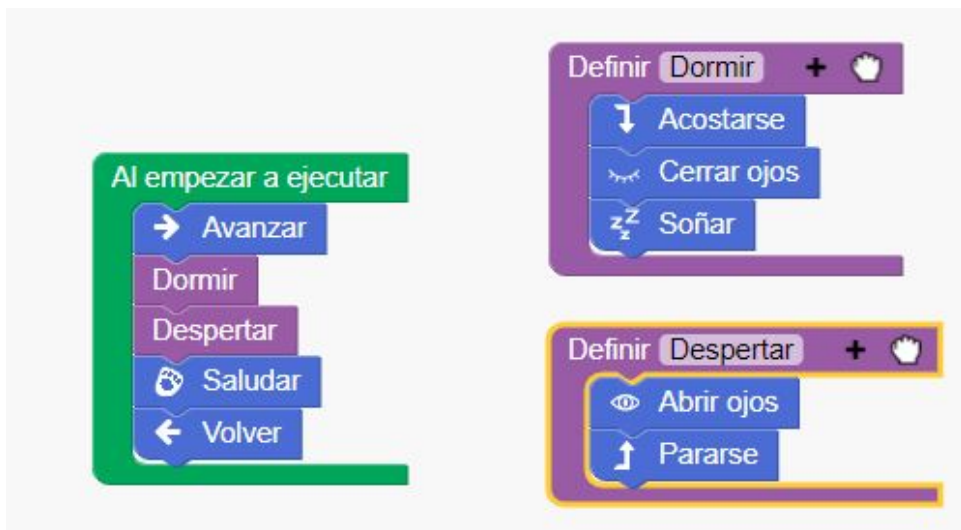 Al empezar a ejecutar
Avanzar
Dormir
Despertar
Saludar
Volver
Definir Dormir +
Acostarse
Cerrar ojos
zzz Soñar
Definir Despertar +
Abrir ojos
Pararse